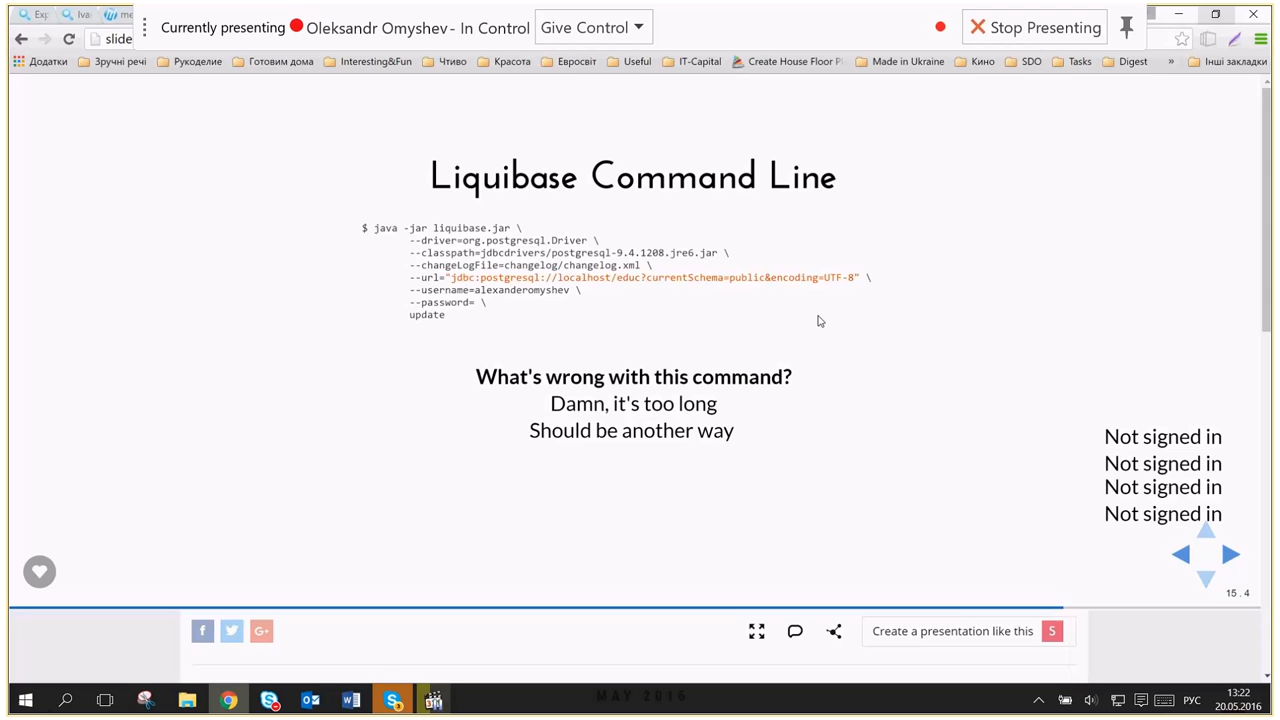 Exp
Iva
me
Currently presenting
Oleksandr Omyshev - In Control
Give Control
Stop Presenting
slide
Додатки
Зручні речі
Рукоделие
Готовим дома
Interesting&Fun
Чтиво
Красота
Евросвіт
Useful
IT-Capital
Create House Floor P
Made in Ukraine
Кино
SDO
Tasks
Digest
»
Інші закладки
Liquibase Command Line
$ java -jar liquibase.jar \
--driver=org.postgresql.Driver \
--classpath=jdbcdrivers/postgresql-9.4.1208.jre6.jar \
--changeLogFile=changelog/changelog.xml \
--url="jdbc:postgresql://localhost/educ?currentSchema=public&encoding=UTF-8" \
--username=alexanderomyshev \
--password= \
update
What's wrong with this command?
Damn, it's too long
Should be another way
Not signed in
Not signed in
Not signed in
Not signed in
15.4
f
G+
Create a presentation like this
S
MAY 2016
РУС
13:22
20.05.2016